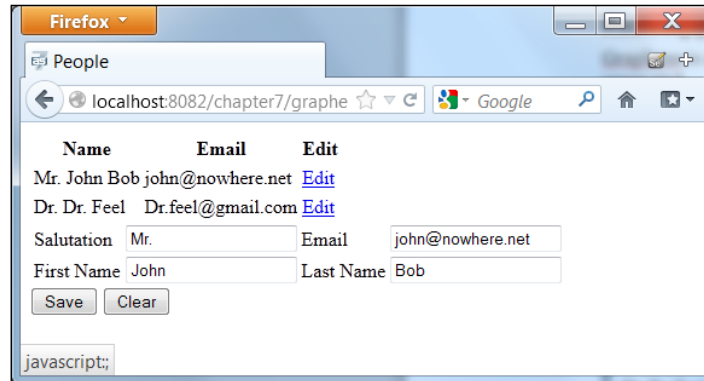 Firefox
People
localhost:8082/chapter7/graphe Google
Name Email Edit
Mr. John Bob john@nowhere.net Edit
Dr. Dr. Feel Dr.feel@gmail.com Edit
Salutation Mr. Email john@nowhere.net
First Name John Last Name Bob
Save Clear
javascript:;